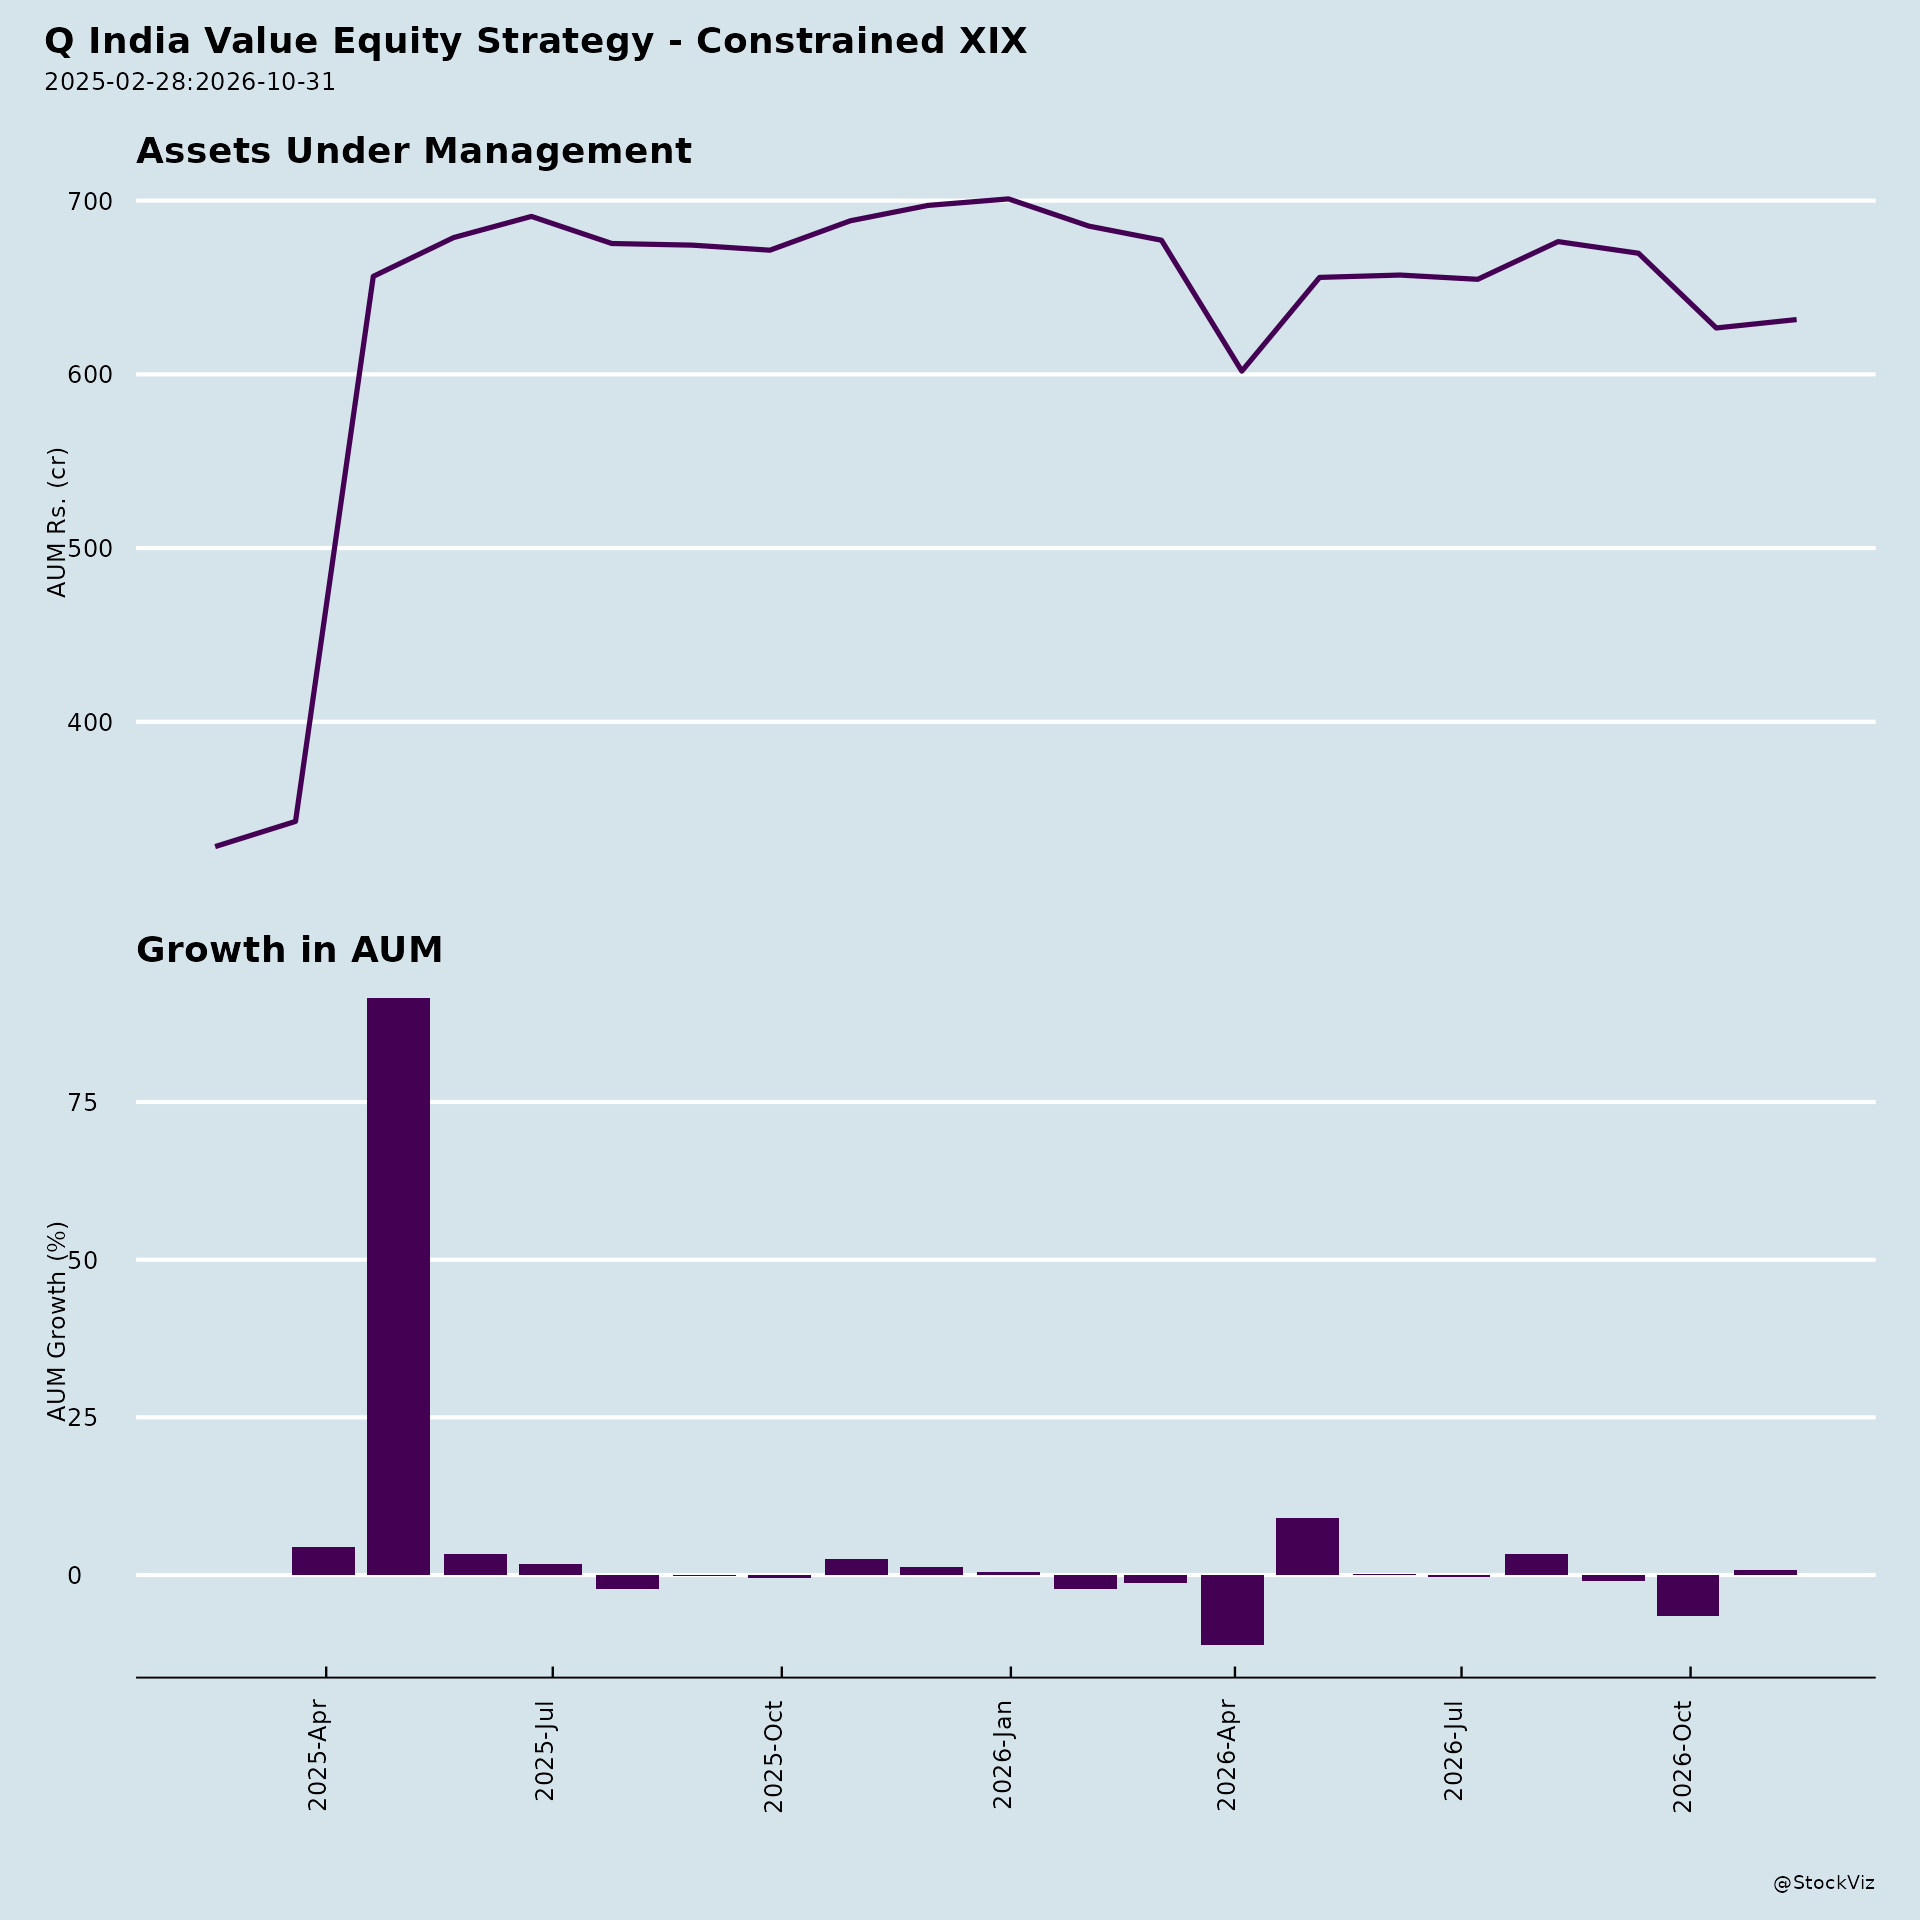 Q India Value Equity Strategy - Constrained XIX
2025-02-28:2026-10-31
Assets Under Management
AUM Rs. (cr)
700
600
500
400
Growth in AUM
AUM Growth (%)
75
50
25
0
2025-Apr
2025-Jul
2025-Oct
2026-Jan
2026-Apr
2026-Jul
2026-Oct
@StockViz